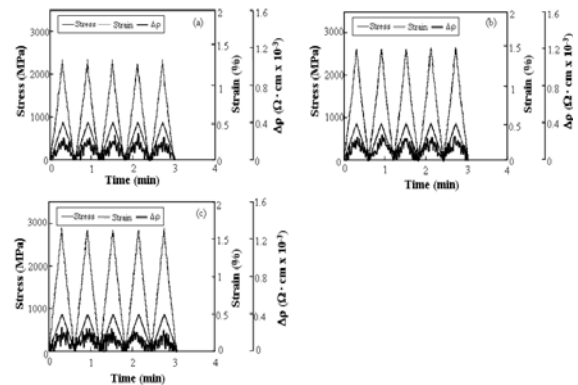 (a)
Stress Strain Δρ
3000
2000
1000
0
Stress (MPa)
0 1 2 3 4
Time (min)
2
1.5
1
0.5
0
Strain (%)
1.6
1.2
0.8
0.4
0
Δρ (Ω · cm x 10⁻³)
(b)
Stress Strain Δρ
3000
2000
1000
0
Stress (MPa)
0 1 2 3 4
Time (min)
2
1.5
1
0.5
0
Strain (%)
1.6
1.2
0.8
0.4
0
Δρ (Ω · cm x 10⁻³)
(c)
Stress Strain Δρ
3000
2000
1000
0
Stress (MPa)
0 1 2 3 4
Time (min)
2
1.5
1
0.5
0
Strain (%)
1.6
1.2
0.8
0.4
0
Δρ (Ω · cm x 10⁻³)